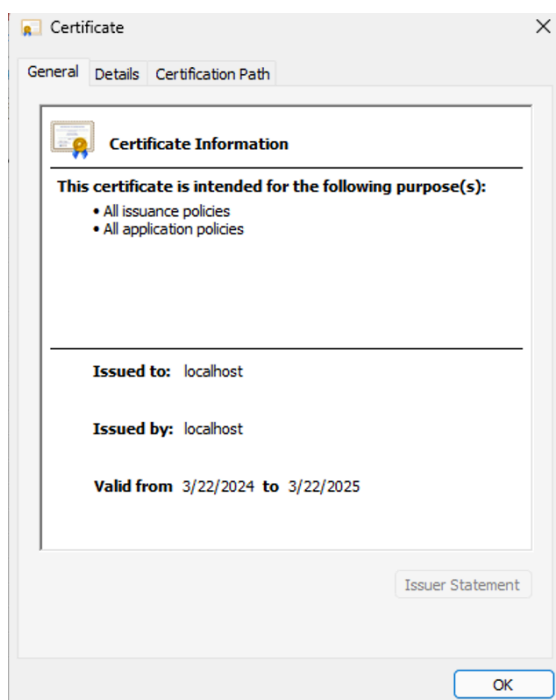 Certificate
General Details Certification Path
Certificate Information
This certificate is intended for the following purpose(s):
• All issuance policies
• All application policies
Issued to: localhost
Issued by: localhost
Valid from 3/22/2024 to 3/22/2025
Issuer Statement
OK